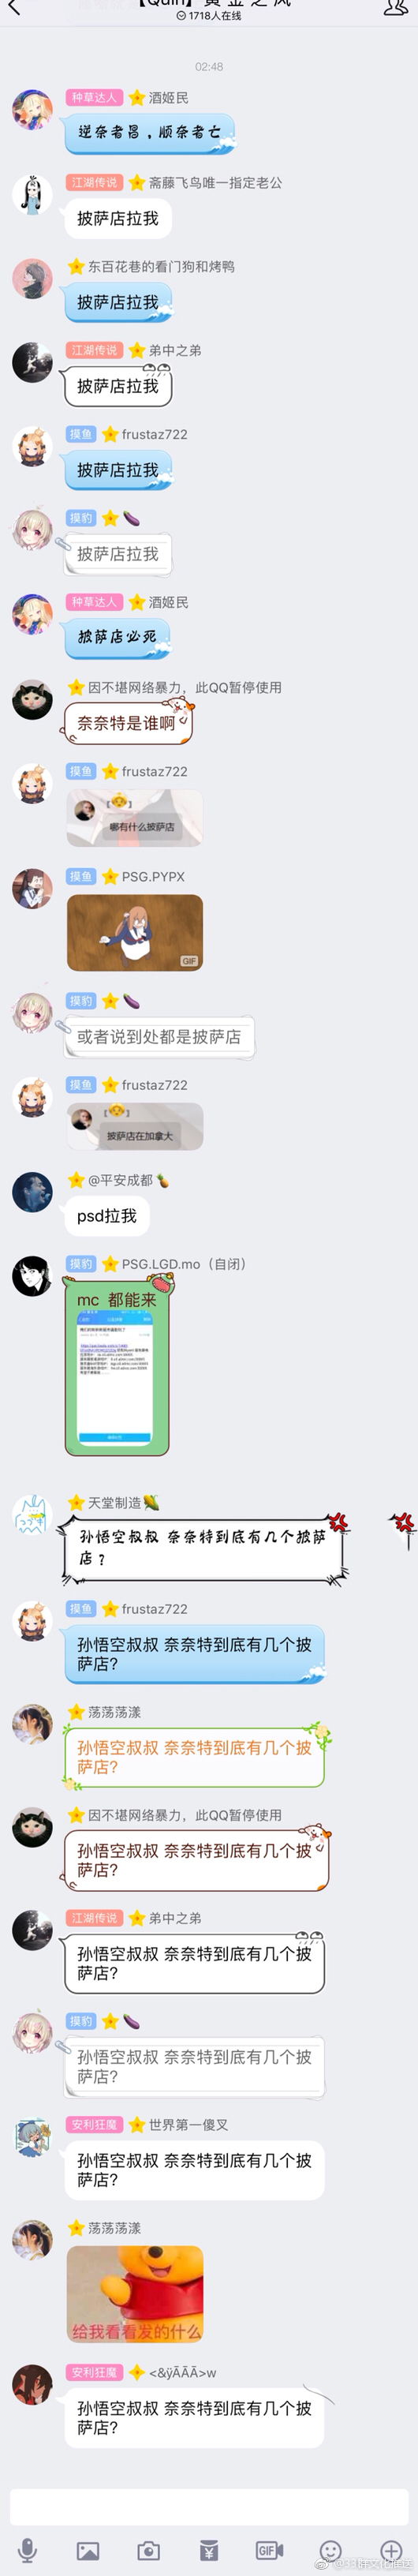 【Quin】黄金之风
1718人在线
02:48
种草达人 酒姬民
逆奈者昌，顺奈者亡
江湖传说 斋藤飞鸟唯一指定老公
披萨店拉我
东百花巷的看门狗和烤鸭
披萨店拉我
江湖传说 弟中之弟
披萨店拉我
摸鱼 frustaz722
披萨店拉我
摸豹
披萨店拉我
种草达人 酒姬民
披萨店必死
因不堪网络暴力，此QQ暂停使用
奈奈特是谁啊
摸鱼 frustaz722
哪有什么披萨店
摸鱼 PSG.PYPX
GIF
摸豹
或者说到处都是披萨店
摸鱼 frustaz722
披萨店在加拿大
@平安成都
psd拉我
摸豹 PSG.LGD.mo（自闭）
mc 都能来
天堂制造
孙悟空叔叔 奈奈特到底有几个披萨
店？
摸鱼 frustaz722
孙悟空叔叔 奈奈特到底有几个披
萨店?
荡荡荡漾
孙悟空叔叔 奈奈特到底有几个披
萨店?
因不堪网络暴力，此QQ暂停使用
孙悟空叔叔 奈奈特到底有几个披
萨店?
江湖传说 弟中之弟
孙悟空叔叔 奈奈特到底有几个披
萨店?
摸豹
孙悟空叔叔 奈奈特到底有几个披
萨店?
安利狂魔 世界第一傻叉
孙悟空叔叔 奈奈特到底有几个披
萨店?
荡荡荡漾
给我看看发的什么
安利狂魔 <&ÿĀĀĀ>w
孙悟空叔叔 奈奈特到底有几个披
萨店?
GIF